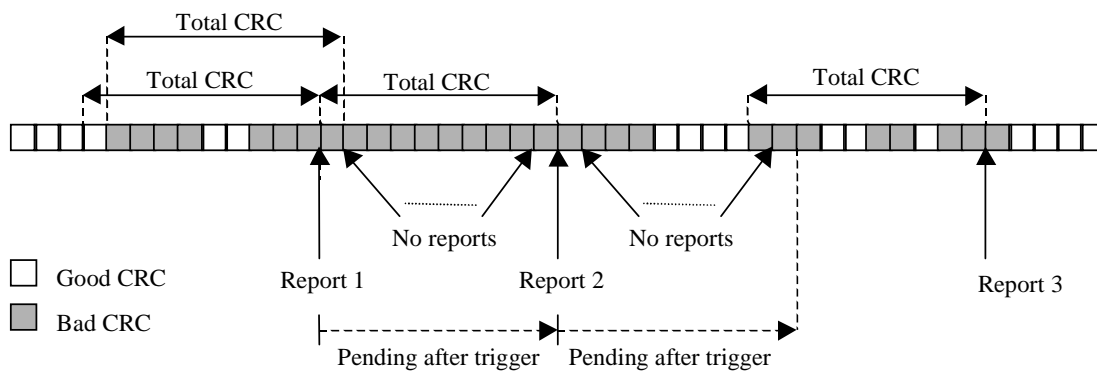 Total CRC
Total CRC
Total CRC
Total CRC
No reports
No reports
Good CRC
Bad CRC
Report 1
Report 2
Report 3
Pending after trigger
Pending after trigger